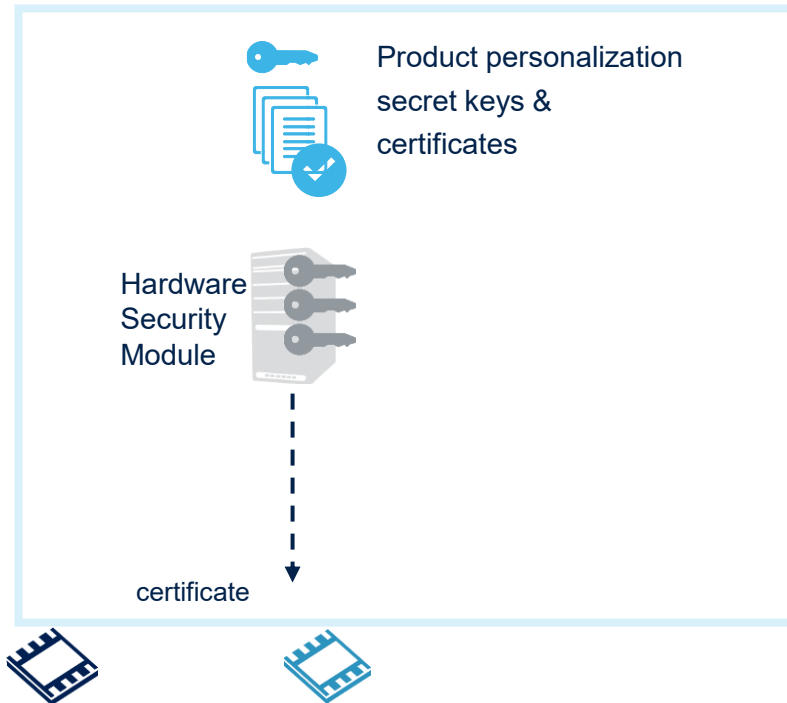 Product personalization
secret keys &
certificates
Hardware
Security
Module
certificate